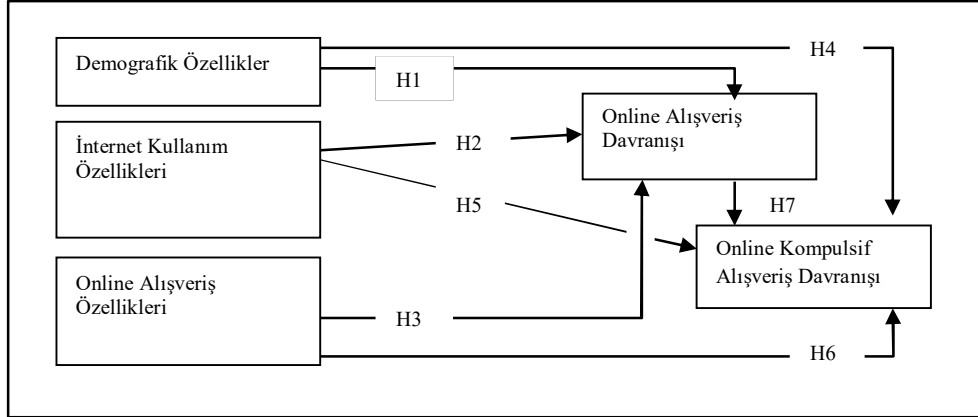 Demografik Özellikler
H4
H1
Online Alışveriş
Davranışı
İnternet Kullanım
Özellikleri
H2
H5
H7
Online Kompulsif
Alışveriş Davranışı
Online Alışveriş
Özellikleri
H3
H6